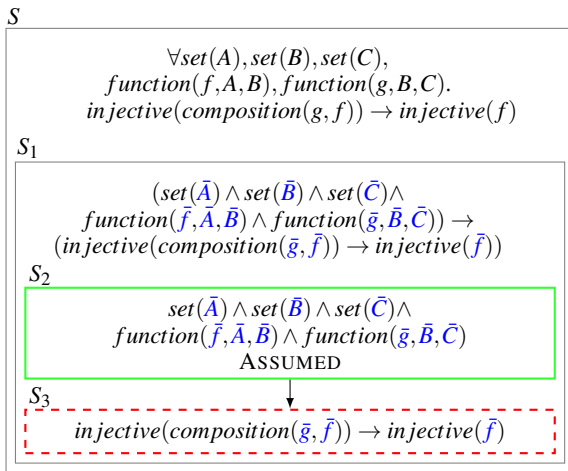 S
∀set(A), set(B), set(C),
function(f, A, B), function(g, B, C).
injective(composition(g, f)) → injective(f)
S₁
(set(Ā) ∧ set(B̄) ∧ set(C̄)∧
function(f̄, Ā, B̄) ∧ function(ḡ, B̄, C̄)) →
(injective(composition(ḡ, f̄)) → injective(f̄))
S₂
set(Ā) ∧ set(B̄) ∧ set(C̄)∧
function(f̄, Ā, B̄) ∧ function(ḡ, B̄, C̄)
ASSUMED
S₃
injective(composition(ḡ, f̄)) → injective(f̄)